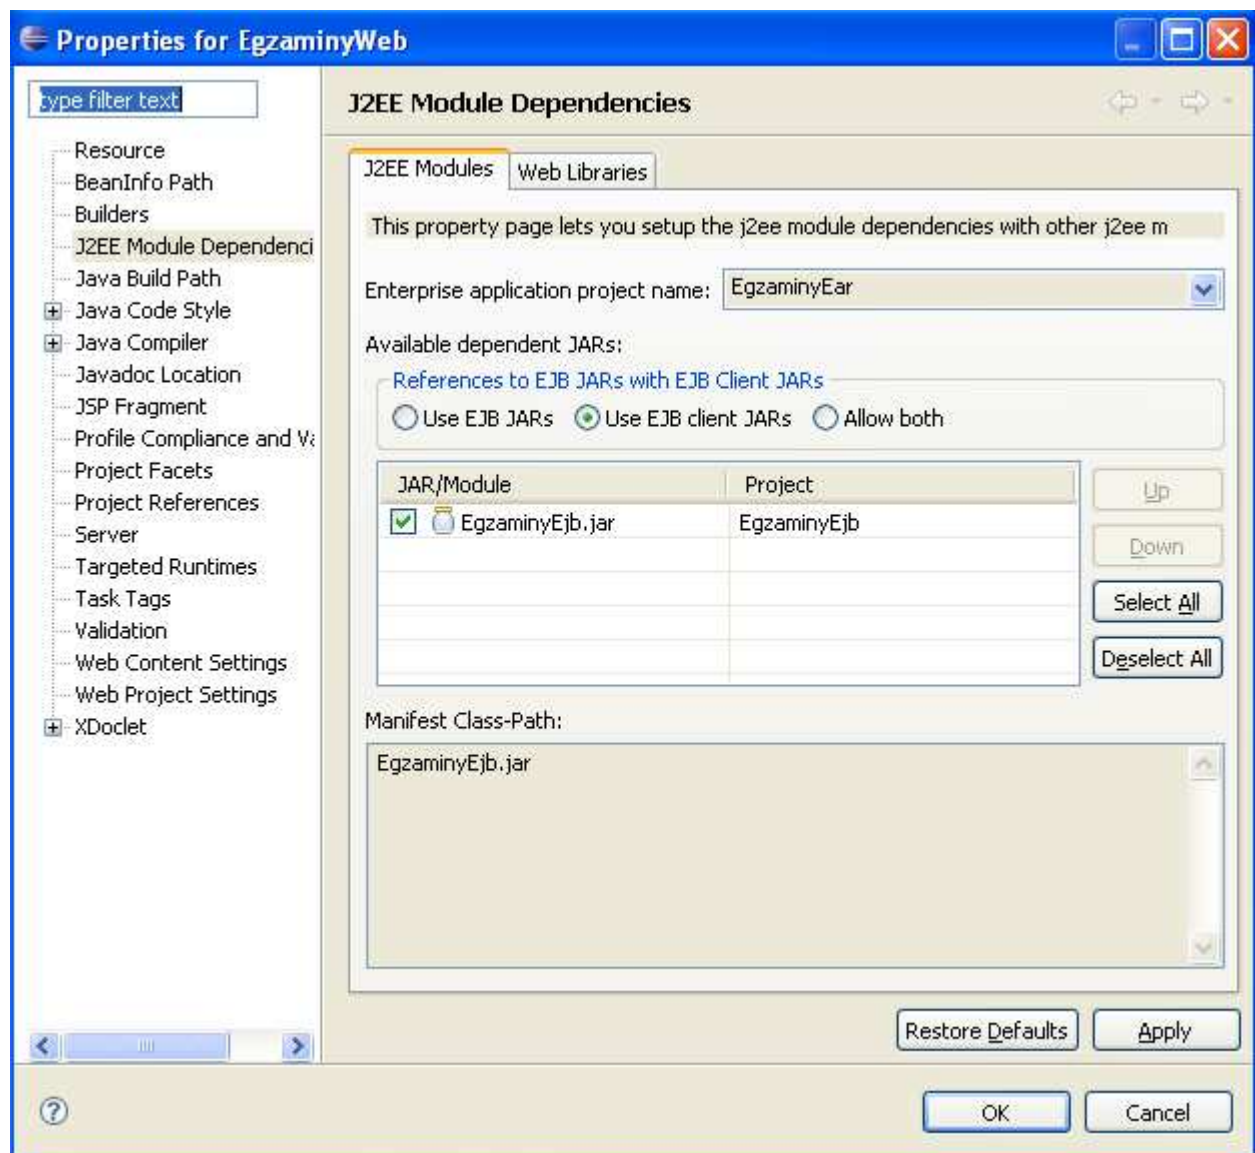 Properties for EgzaminyWeb
type filter text
Resource
BeanInfo Path
Builders
J2EE Module Dependenci
Java Build Path
Java Code Style
Java Compiler
Javadoc Location
JSP Fragment
Profile Compliance and Va
Project Facets
Project References
Server
Targeted Runtimes
Task Tags
Validation
Web Content Settings
Web Project Settings
XDoclet
J2EE Module Dependencies
J2EE Modules
Web Libraries
This property page lets you setup the j2ee module dependencies with other j2ee m
Enterprise application project name: EgzaminyEar
Available dependent JARs:
References to EJB JARs with EJB Client JARs
Use EJB JARs Use EJB client JARs Allow both
JAR/Module Project
EgzaminyEjb.jar EgzaminyEjb
Up
Down
Select All
Deselect All
Manifest Class-Path:
EgzaminyEjb.jar
Restore Defaults Apply
? OK Cancel